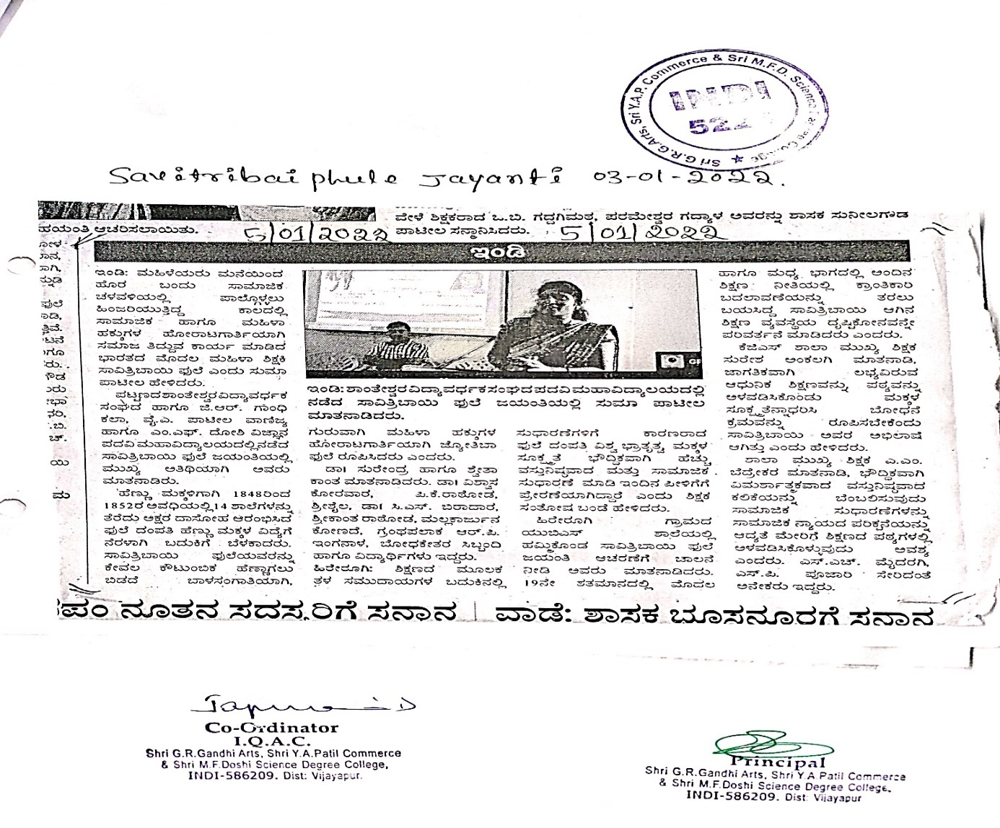 Sri G.R.G.Arts, Sri Y.A.P. Commerce & Sri M.F.D. Science
INDI
Savitribai phule Jayanti 03-01-2022.
ವೇಳೆ ಶಿಕ್ಷಕರಾದ ಒ.ಬಿ. ಗದ್ದಗಿಮಠ, ಪರಮೇಶ್ವರ ಗದ್ಯಾಳ ಅವರನ್ನು ಶಾಸಕ ಸುನೀಲಗೌಡ
ಪಾಟೀಲ ಸನ್ಮಾನಿಸಿದರು.
ಆಚರಿಸಲಾಯಿತು.
5/01/2022
5/01/2022
ಇಂಡಿ
ಇಂಡಿ: ಮಹಿಳೆಯರು ಮನೆಯಿಂದ
ಹೊರ ಬಂದು ಸಾಮಾಜಿಕ
ಚಳವಳಿಯಲ್ಲಿ ಪಾಲ್ಗೊಳ್ಳಲು
ಹಿಂಜರಿಯುತ್ತಿದ್ದ ಕಾಲದಲ್ಲಿ
ಸಾಮಾಜಿಕ ಹಾಗೂ ಮಹಿಳಾ
ಹಕ್ಕುಗಳ ಹೋರಾಟಗಾರ್ತಿಯಾಗಿ
ಸಮಾಜ ತಿದ್ದುವ ಕಾರ್ಯ ಮಾಡಿದ
ಭಾರತದ ಮೊದಲ ಮಹಿಳಾ ಶಿಕ್ಷಕಿ
ಸಾವಿತ್ರಿಬಾಯಿ ಫುಲೆ ಎಂದು ಸುಮಾ
ಪಾಟೀಲ ಹೇಳಿದರು.
ಪಟ್ಟಣದ ಶಾಂತೇಶ್ವರ ವಿದ್ಯಾವರ್ಧಕ
ಸಂಘದ ಹಾಗೂ ಜಿ.ಆರ್. ಗಾಂಧಿ
ಕಲಾ, ವೈ.ಎ. ಪಾಟೀಲ ವಾಣಿಜ್ಯ
ಹಾಗೂ ಎಂ.ಎಫ್. ದೋಶಿ ವಿಜ್ಞಾನ
ಪದವಿ ಮಹಾವಿದ್ಯಾಲಯದಲ್ಲಿ ನಡೆದ
ಸಾವಿತ್ರಿಬಾಯಿ ಫುಲೆ ಜಯಂತಿಯಲ್ಲಿ
ಮುಖ್ಯ ಅತಿಥಿಯಾಗಿ ಅವರು
ಮಾತನಾಡಿದರು.
'ಹೆಣ್ಣು ಮಕ್ಕಳಿಗಾಗಿ 1848ರಿಂದ
1852ರ ಅವಧಿಯಲ್ಲಿ 14 ಶಾಲೆಗಳನ್ನು
ತೆರೆದು ಅಕ್ಷರ ದಾಸೋಹ ಆರಂಭಿಸಿದ
ಫುಲೆ ದಂಪತಿ ಹೆಣ್ಣು ಮಕ್ಕಳ ವಿದ್ಯೆಗೆ
ನೆರಳಾಗಿ ಬದುಕಿಗೆ ಬೆಳಕಾದರು.
ಸಾವಿತ್ರಿಬಾಯಿ ಫುಲೆಯವರನ್ನು
ಕೇವಲ ಕೌಟುಂಬಿಕ ಹೆಣ್ಣಾಗಲು
ಬಿಡದೆ ಬಾಳಸಂಗಾತಿಯಾಗಿ,
ಇಂಡಿ: ಶಾಂತೇಶ್ವರ ವಿದ್ಯಾವರ್ಧಕ ಸಂಘದ ಪದವಿ ಮಹಾವಿದ್ಯಾಲಯದಲ್ಲಿ
ನಡೆದ ಸಾವಿತ್ರಿಬಾಯಿ ಫುಲೆ ಜಯಂತಿಯಲ್ಲಿ ಸುಮಾ ಪಾಟೀಲ
ಮಾತನಾಡಿದರು.
ಗುರುವಾಗಿ ಮಹಿಳಾ ಹಕ್ಕುಗಳ
ಹೋರಾಟಗಾರ್ತಿಯಾಗಿ ಜ್ಯೋತಿಬಾ
ಫುಲೆ ರೂಪಿಸಿದರು ಎಂದರು.
ಡಾ। ಸುರೇಂದ್ರ ಹಾಗೂ ಶ್ವೇತಾ
ಕಾಂತ ಮಾತನಾಡಿದರು. ಡಾ। ವಿಶ್ವಾಸ
ಕೋರವಾರ, ಪಿ.ಕೆ.ರಾಠೋಡ,
ಶ್ರೀಶೈಲ, ಡಾ। ಸಿ.ಎಸ್. ಬಿರಾದಾರ,
ಶ್ರೀಕಾಂತ ರಾಠೋಡ, ಮಲ್ಲಕಾರ್ಜುನ
ಕೋಣದೆ, ಗ್ರಂಥಪಾಲಕ ಆರ್.ಪಿ.
ಇಂಗನಾಳ, ಬೋಧಕೇತರ ಸಿಬ್ಬಂದಿ
ಹಾಗೂ ವಿದ್ಯಾರ್ಥಿಗಳು ಇದ್ದರು.
ಹಿರೇರೂಗಿ: ಶಿಕ್ಷಣದ ಮೂಲಕ
ತಳ ಸಮುದಾಯಗಳ ಬದುಕಿನಲ್ಲಿ
ಸುಧಾರಣೆಗಳಿಗೆ ಕಾರಣರಾದ
ಫುಲೆ ದಂಪತಿ ವಿಶ್ವ ಭ್ರಾತೃತ್ವ ಮಕ್ಕಳ
ಸೂಕ್ಷ್ಮತೆ ಭೌದ್ಧಿಕವಾಗಿ ಹೆಚ್ಚು
ವಸ್ತುನಿಷ್ಠವಾದ ಮತ್ತು ಸಾಮಾಜಿಕ
ಸುಧಾರಣೆ ಮಾಡಿ ಇಂದಿನ ಪೀಳಿಗೆಗೆ
ಪ್ರೇರಣೆಯಾಗಿದ್ದಾರೆ ಎಂದು ಶಿಕ್ಷಕ
ಸಂತೋಷ ಬಂಡೆ ಹೇಳಿದರು.
ಹಿರೇರೂಗಿ ಗ್ರಾಮದ
ಯುಬಿಎಸ್ ಶಾಲೆಯಲ್ಲಿ
ಹಮ್ಮಿಕೊಂಡ ಸಾವಿತ್ರಿಬಾಯಿ ಫುಲೆ
ಜಯಂತಿ ಆಚರಣೆಗೆ ಚಾಲನೆ
ನೀಡಿ ಅವರು ಮಾತನಾಡಿದರು.
19ನೇ ಶತಮಾನದಲ್ಲಿ ಮೊದಲ
ಹಾಗೂ ಮಧ್ಯ ಭಾಗದಲ್ಲಿ ಅಂದಿನ
ಶಿಕ್ಷಣ ನೀತಿಯಲ್ಲಿ ಕ್ರಾಂತಿಕಾರಿ
ಬದಲಾವಣೆಯನ್ನು ತರಲು
ಬಯಸಿದ್ದ ಸಾವಿತ್ರಿಬಾಯಿ ಆಗಿನ
ಶಿಕ್ಷಣ ವ್ಯವಸ್ಥೆಯ ದೃಷ್ಟಿಕೋನವನ್ನೇ
ಪರಿವರ್ತನೆ ಮಾಡಿದರು ಎಂದರು.
ಕೆಜಿಎಸ್ ಶಾಲಾ ಮುಖ್ಯ ಶಿಕ್ಷಕ
ಸುರೇಶ ಅಂಕಲಗಿ ಮಾತನಾಡಿ,
ಜಾಗತಿಕವಾಗಿ ಲಭ್ಯವಿರುವ
ಆಧುನಿಕ ಶಿಕ್ಷಣವನ್ನು ಪಠ್ಯವನ್ನು
ಅಳವಡಿಸಿಕೊಂಡು ಮಕ್ಕಳ
ಸೂಕ್ಷ್ಮತೆನ್ನಾಧರಿಸಿ ಬೋಧನೆ
ಕ್ರಮವನ್ನು ರೂಪಿಸಬೇಕೆಂದು
ಸಾವಿತ್ರಿಬಾಯಿ ಅವರ ಅಭಿಲಾಷೆ
ಆಗಿತ್ತು ಎಂದು ಹೇಳಿದರು.
ಶಾಲಾ ಮುಖ್ಯ ಶಿಕ್ಷಕ ಎ.ಎಂ.
ಬೆದ್ರೇಕರ ಮಾತನಾಡಿ, ಭೌದ್ಧಿಕವಾಗಿ
ವಿಮರ್ಶಾತ್ಮಕವಾದ ವಸ್ತುನಿಷ್ಠವಾದ
ಕಲಿಕೆಯನ್ನು ಬೆಂಬಲಿಸುವುದು
ಸಾಮಾಜಿಕ ಸುಧಾರಣೆಗಳನ್ನು
ಸಾಮಾಜಿಕ ನ್ಯಾಯದ ಪರಿಕಲ್ಪನೆಯನ್ನು
ಆದ್ಯತೆ ಮೇರೆಗೆ ಶಿಕ್ಷಣದ ಪಠ್ಯಗಳಲ್ಲಿ
ಅಳವಡಿಸಿಕೊಳ್ಳುವುದು ಅವಶ್ಯ
ಎಂದರು. ಎಸ್.ಎಚ್. ಮೈದರಗಿ,
ಎಸ್.ಪಿ. ಪೂಜಾರಿ ಸೇರಿದಂತೆ
ಅನೇಕರು ಇದ್ದರು.
ನೂತನ ಸದಸ್ಯರಿಗೆ ಸನ್ಮಾನ
ವಾಡೆ: ಶಾಸಕ ಭೂಸನೂರಗೆ ಸನ್ಮಾನ
Co-Ordinator
I.Q.A.C.
Shri G.R.Gandhi Arts, Shri Y.A.Patil Commerce
& Shri M.F.Doshi Science Degree College,
INDI-586209. Dist: Vijayapur.
Principal
Shri G.R.Gandhi Arts, Shri Y.A.Patil Commerce
& Shri M.F.Doshi Science Degree College,
INDI-586209. Dist: Vijayapur